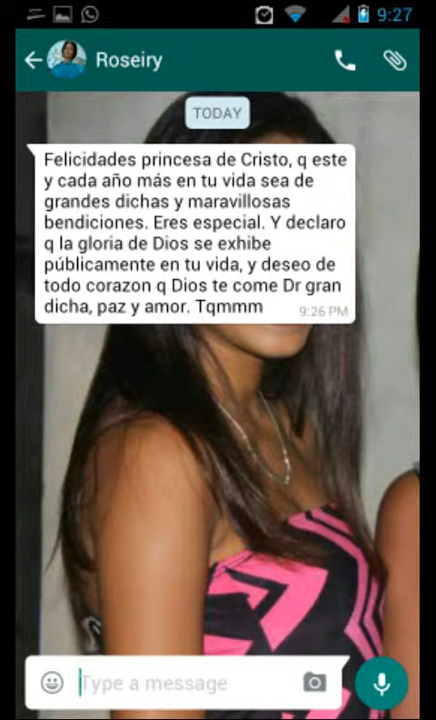 9:27
Roseiry
TODAY
Felicidades princesa de Cristo, q este
y cada año más en tu vida sea de
grandes dichas y maravillosas
bendiciones. Eres especial. Y declaro
q la gloria de Dios se exhibe
públicamente en tu vida, y deseo de
todo corazon q Dios te come Dr gran
dicha, paz y amor. Tqmmm
9:26 PM
Type a message